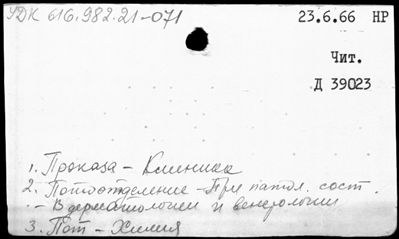 УДК 616.982.21-071
23.6.66 НР
Чит.
Д 39023
1. Проказа - Клиника
2. Потоотделение - При патол. сост.
- В дерматологии и венерологии
3. Пот - Химия